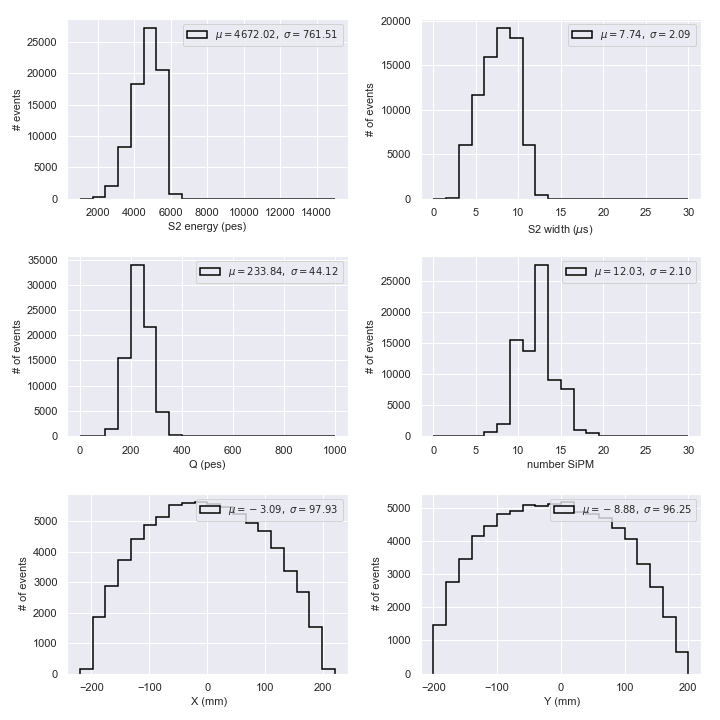 μ = 4672.02, σ = 761.51
# events
25000
20000
15000
10000
5000
0
2000 4000 6000 8000 10000 12000 14000
S2 energy (pes)
μ = 7.74, σ = 2.09
# of events
20000
15000
10000
5000
0
0 5 10 15 20 25 30
S2 width (μs)
μ = 233.84, σ = 44.12
# of events
35000
30000
25000
20000
15000
10000
5000
0
0 200 400 600 800 1000
Q (pes)
μ = 12.03, σ = 2.10
# of events
25000
20000
15000
10000
5000
0
0 5 10 15 20 25 30
number SiPM
μ = −3.09, σ = 97.93
# of events
5000
4000
3000
2000
1000
0
−200 −100 0 100 200
X (mm)
μ = −8.88, σ = 96.25
# of events
5000
4000
3000
2000
1000
0
−200 −100 0 100 200
Y (mm)